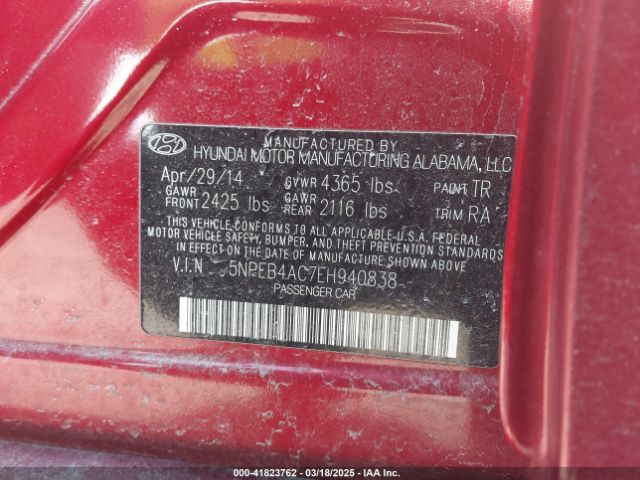 MANUFACTURED BY
HYUNDAI MOTOR MANUFACTURING ALABAMA, LLC
Apr/29/14 GVWR 4365 lbs PAINT TR
GAWR FRONT 2425 lbs GAWR REAR 2116 lbs TRIM RA
THIS VEHICLE CONFORMS TO ALL APPLICABLE U.S.A. FEDERAL
MOTOR VEHICLE SAFETY, BUMPER, AND THEFT PREVENTION STANDARDS
IN EFFECT ON THE DATE OF MANUFACTURE SHOWN ABOVE
V.I.N 5NPEB4AC7EH940838
PASSENGER CAR
000-41823762 — 03/18/2025 — IAA Inc.